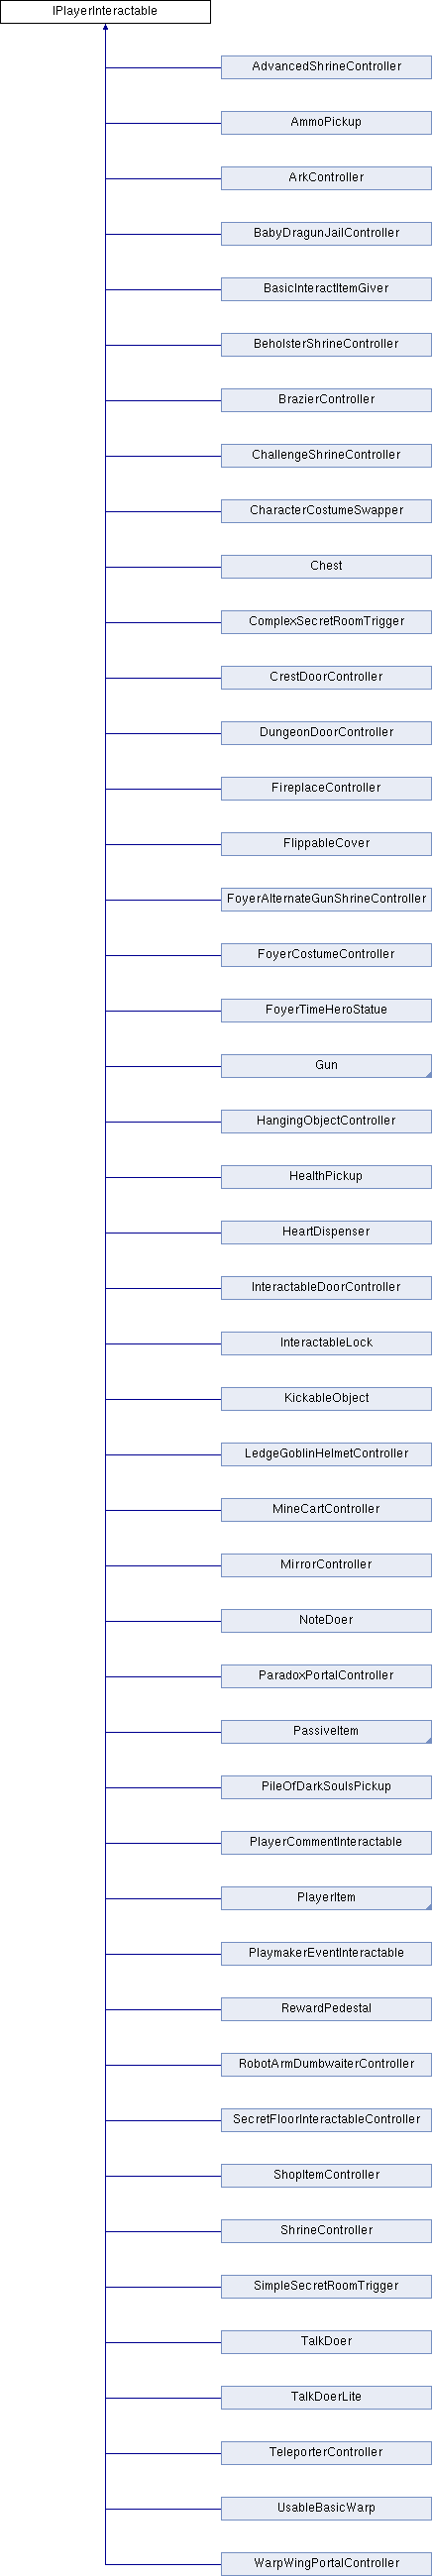 IPlayerInteractable
AdvancedShrineController
AmmoPickup
ArkController
BabyDragunJailController
BasicInteractItemGiver
BeholsterShrineController
BrazierController
ChallengeShrineController
CharacterCostumeSwapper
Chest
ComplexSecretRoomTrigger
CrestDoorController
DungeonDoorController
FireplaceController
FlippableCover
FoyerAlternateGunShrineController
FoyerCostumeController
FoyerTimeHeroStatue
Gun
HangingObjectController
HealthPickup
HeartDispenser
InteractableDoorController
InteractableLock
KickableObject
LedgeGoblinHelmetController
MineCartController
MirrorController
NoteDoer
ParadoxPortalController
PassiveItem
PileOfDarkSoulsPickup
PlayerCommentInteractable
PlayerItem
PlaymakerEventInteractable
RewardPedestal
RobotArmDumbwaiterController
SecretFloorInteractableController
ShopItemController
ShrineController
SimpleSecretRoomTrigger
TalkDoer
TalkDoerLite
TeleporterController
UsableBasicWarp
WarpWingPortalController